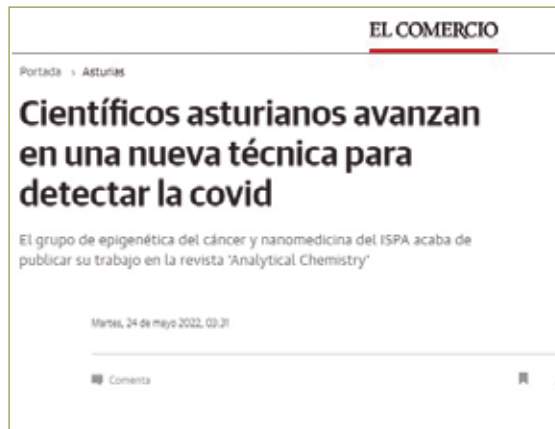 EL COMERCIO
Portada › Asturias
Científicos asturianos avanzan
en una nueva técnica para
detectar la covid
El grupo de epigenética del cáncer y nanomedicina del ISPA acaba de
publicar su trabajo en la revista 'Analytical Chemistry'
Martes, 24 de mayo 2022, 03:31
Comenta